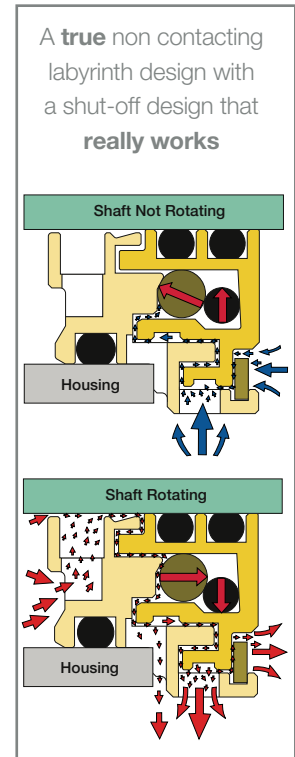 A true non contacting
labyrinth design with
a shut-off design that
really works
Shaft Not Rotating
Housing
Shaft Rotating
Housing